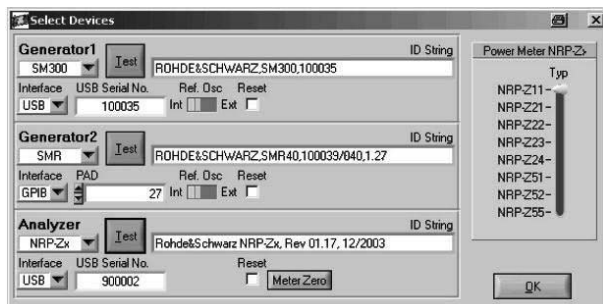 Select Devices
Generator1
SM300
Test
ID String
ROHDE&SCHWARZ,SM300,100035
Interface USB Serial No. Ref. Osc Reset
USB 100035 Int Ext
Generator2
SMR
Test
ID String
ROHDE&SCHWARZ,SMR40,100039/040,1.27
Interface PAD Ref. Osc Reset
GPIB 27 Int Ext
Analyzer
NRP-Zx
Test
ID String
Rohde&Schwarz NRP-Zx, Rev 01.17, 12/2003
Interface USB Serial No. Reset
USB 900002 Meter Zero
Power Meter NRP-Zx
Typ
NRP-Z11
NRP-Z21
NRP-Z22
NRP-Z23
NRP-Z24
NRP-Z51
NRP-Z52
NRP-Z55
OK